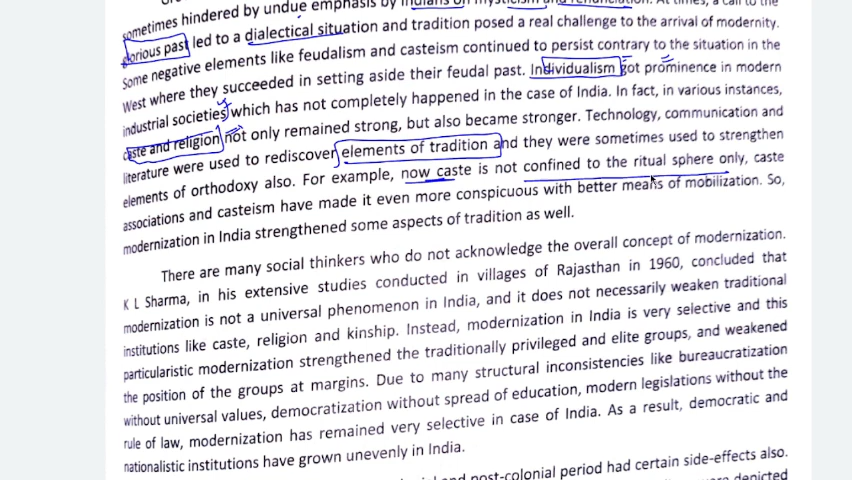 sometimes hindered by undue emphasis by Indians on mysticism and renunciation. At times, a call to the
glorious past led to a dialectical situation and tradition posed a real challenge to the arrival of modernity.
Some negative elements like feudalism and casteism continued to persist contrary to the situation in the
West where they succeeded in setting aside their feudal past. Individualism got prominence in modern
industrial societies, which has not completely happened in the case of India. In fact, in various instances,
caste and religion not only remained strong, but also became stronger. Technology, communication and
literature were used to rediscover elements of tradition and they were sometimes used to strengthen
elements of orthodoxy also. For example, now caste is not confined to the ritual sphere only, caste
associations and casteism have made it even more conspicuous with better means of mobilization. So,
modernization in India strengthened some aspects of tradition as well.
There are many social thinkers who do not acknowledge the overall concept of modernization.
K L Sharma, in his extensive studies conducted in villages of Rajasthan in 1960, concluded that
modernization is not a universal phenomenon in India, and it does not necessarily weaken traditional
institutions like caste, religion and kinship. Instead, modernization in India is very selective and this
particularistic modernization strengthened the traditionally privileged and elite groups, and weakened
the position of the groups at margins. Due to many structural inconsistencies like bureaucratization
without universal values, democratization without spread of education, modern legislations without the
rule of law, modernization has remained very selective in case of India. As a result, democratic and
nationalistic institutions have grown unevenly in India.
and post-colonial period had certain side-effects also.
depicted